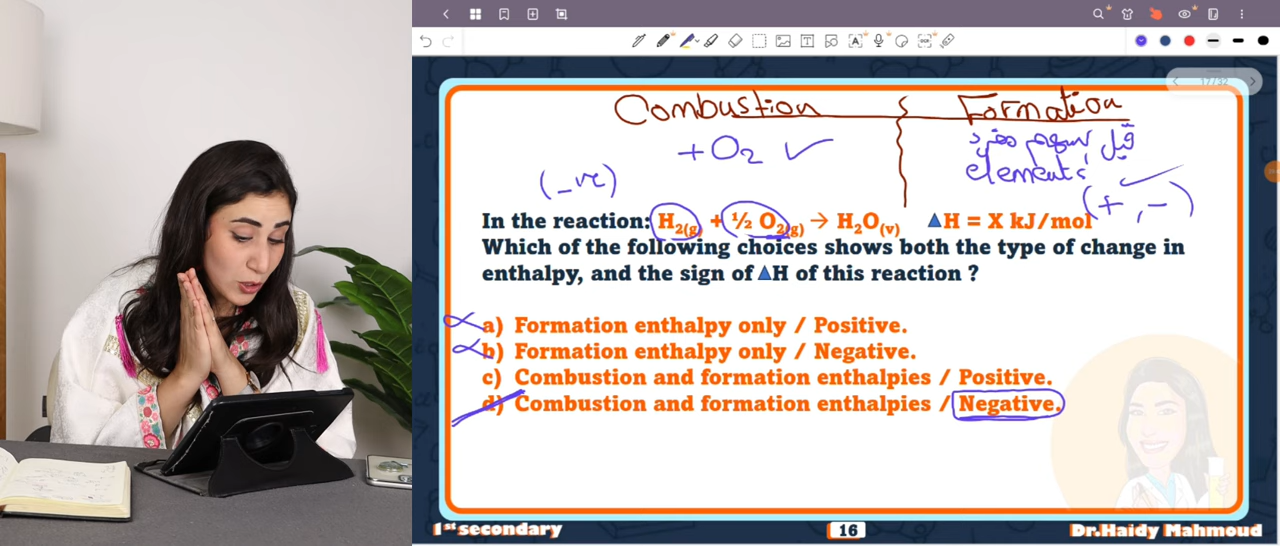 17/32
Combustion
Formation
+O₂ ✓
قبل السهم مفرد
elements
(-ve)
(+, -)
In the reaction: H₂(g) + ½ O₂(g) → H₂O(v) ▲H = X kJ/mol
Which of the following choices shows both the type of change in
enthalpy, and the sign of ▲H of this reaction ?
a) Formation enthalpy only / Positive.
b) Formation enthalpy only / Negative.
c) Combustion and formation enthalpies / Positive.
d) Combustion and formation enthalpies / Negative.
1st secondary
16
Dr.Haidy Mahmoud